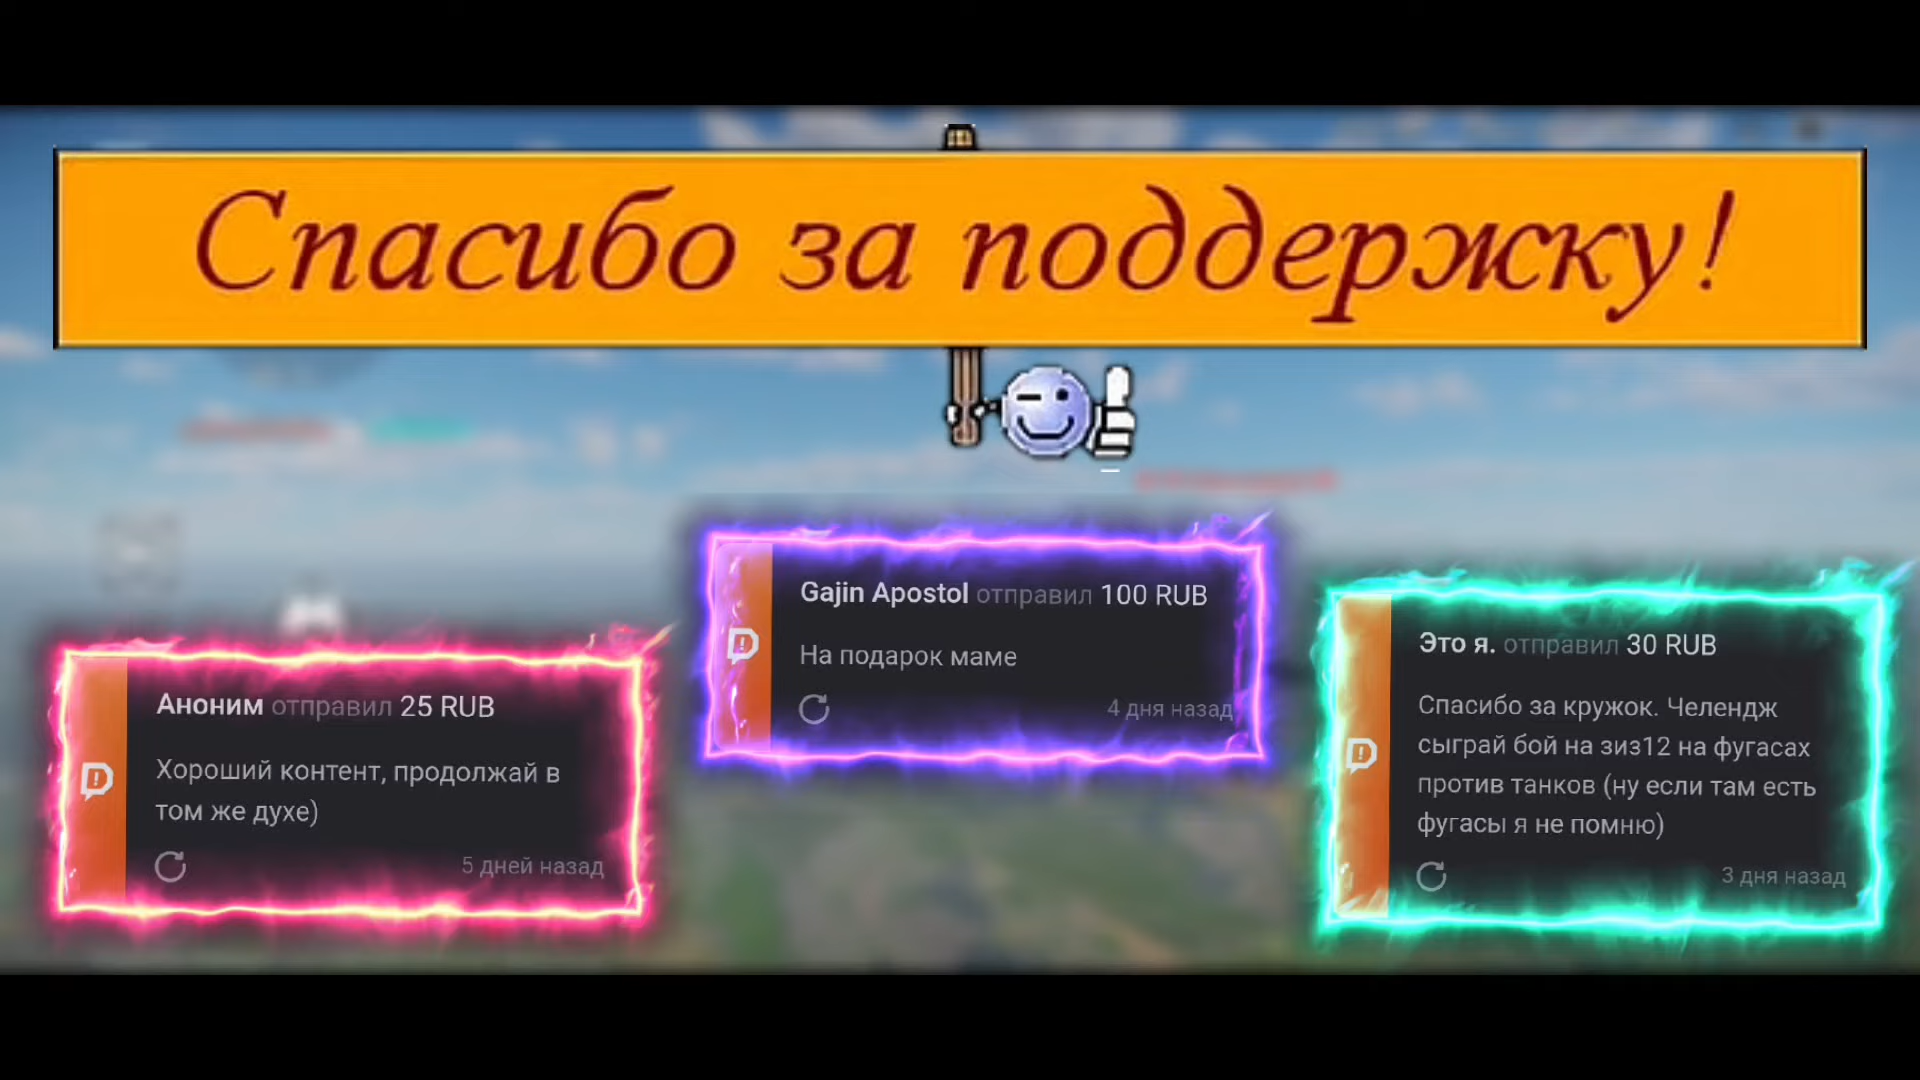 Спасибо за поддержку!
Аноним отправил 25 RUB
Хороший контент, продолжай в
том же духе)
5 дней назад
Gajin Apostol отправил 100 RUB
На подарок маме
4 дня назад
Это я. отправил 30 RUB
Спасибо за кружок. Челендж
сыграй бой на зиз12 на фугасах
против танков (ну если там есть
фугасы я не помню)
3 дня назад